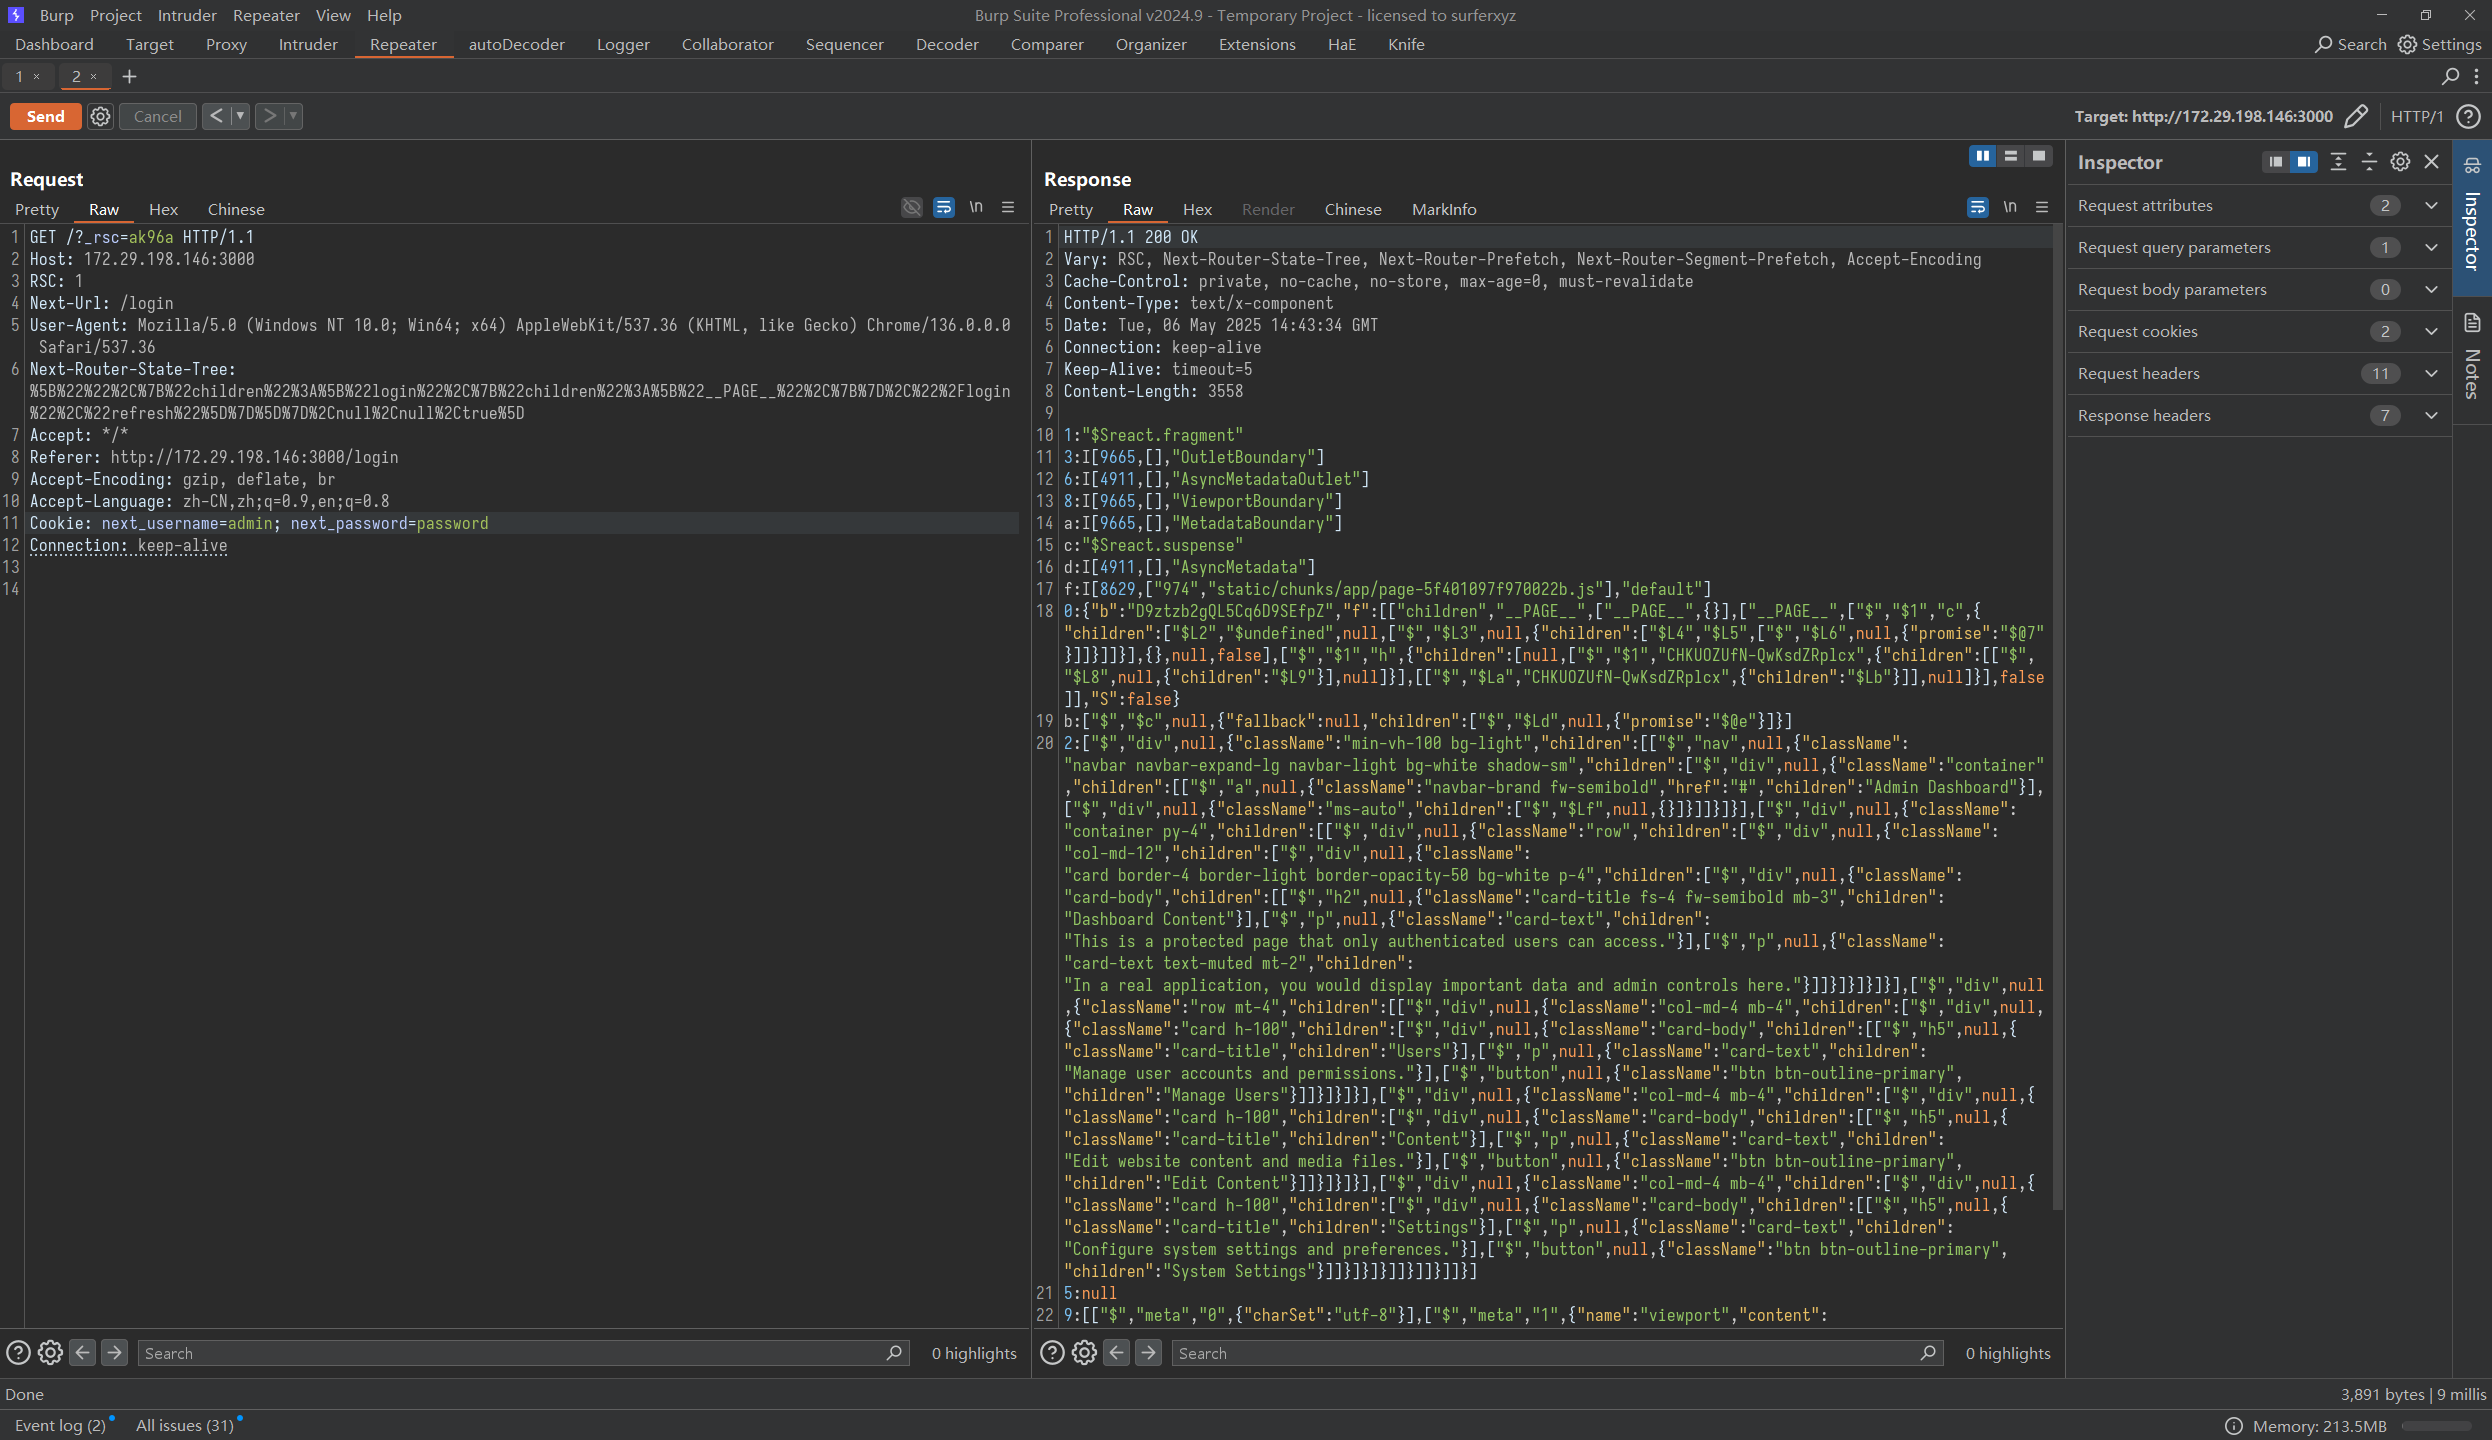 Burp Project Intruder Repeater View Help
Burp Suite Professional v2024.9 - Temporary Project - licensed to surferxyz
Dashboard Target Proxy Intruder Repeater autoDecoder Logger Collaborator Sequencer Decoder Comparer Organizer Extensions HaE Knife
Search Settings
1 × 2 × +
Send Cancel < >
Target: http://172.29.198.146:3000 HTTP/1
Request
Pretty Raw Hex Chinese \n
1 GET /?_rsc=ak96a HTTP/1.1
2 Host: 172.29.198.146:3000
3 RSC: 1
4 Next-Url: /login
5 User-Agent: Mozilla/5.0 (Windows NT 10.0; Win64; x64) AppleWebKit/537.36 (KHTML, like Gecko) Chrome/136.0.0.0
Safari/537.36
6 Next-Router-State-Tree:
%5B%22%22%2C%7B%22children%22%3A%5B%22login%22%2C%7B%22children%22%3A%5B%22__PAGE__%22%2C%7B%7D%2C%22%2Flogin
%22%2C%22refresh%22%5D%7D%5D%7D%2Cnull%2Cnull%2Ctrue%5D
7 Accept: */*
8 Referer: http://172.29.198.146:3000/login
9 Accept-Encoding: gzip, deflate, br
10 Accept-Language: zh-CN,zh;q=0.9,en;q=0.8
11 Cookie: next_username=admin; next_password=password
12 Connection: keep-alive
13
14
Search 0 highlights
Response
Pretty Raw Hex Render Chinese MarkInfo \n
1 HTTP/1.1 200 OK
2 Vary: RSC, Next-Router-State-Tree, Next-Router-Prefetch, Next-Router-Segment-Prefetch, Accept-Encoding
3 Cache-Control: private, no-cache, no-store, max-age=0, must-revalidate
4 Content-Type: text/x-component
5 Date: Tue, 06 May 2025 14:43:34 GMT
6 Connection: keep-alive
7 Keep-Alive: timeout=5
8 Content-Length: 3558
9
10 1:"$Sreact.fragment"
11 3:I[9665,[],"OutletBoundary"]
12 6:I[4911,[],"AsyncMetadataOutlet"]
13 8:I[9665,[],"ViewportBoundary"]
14 a:I[9665,[],"MetadataBoundary"]
15 c:"$Sreact.suspense"
16 d:I[4911,[],"AsyncMetadata"]
17 f:I[8629,["974","static/chunks/app/page-5f401097f970022b.js"],"default"]
18 0:{"b":"D9ztzb2gQL5Cq6D9SEfpZ","f":[["children","__PAGE__",["__PAGE__",{}],["__PAGE__",["$","$1","c",{
"children":["$L2","$undefined",null,["$","$L3",null,{"children":["$L4","$L5",["$","$L6",null,{"promise":"$@7"
}]]}]]}],{},null,false],["$","$1","h",{"children":[null,["$","$1","CHKUOZUfN-QwKsdZRplcx",{"children":[["$",
"$L8",null,{"children":"$L9"}],null]}],[["$","$La","CHKUOZUfN-QwKsdZRplcx",{"children":"$Lb"}]],null]}],false
]],"S":false}
19 b:["$","$c",null,{"fallback":null,"children":["$","$Ld",null,{"promise":"$@e"}]}]
20 2:["$","div",null,{"className":"min-vh-100 bg-light","children":[["$","nav",null,{"className":
"navbar navbar-expand-lg navbar-light bg-white shadow-sm","children":["$","div",null,{"className":"container"
,"children":[["$","a",null,{"className":"navbar-brand fw-semibold","href":"#","children":"Admin Dashboard"}],
["$","div",null,{"className":"ms-auto","children":["$","$Lf",null,{}]}]]}]}],["$","div",null,{"className":
"container py-4","children":[["$","div",null,{"className":"row","children":["$","div",null,{"className":
"col-md-12","children":["$","div",null,{"className":
"card border-4 border-light border-opacity-50 bg-white p-4","children":["$","div",null,{"className":
"card-body","children":[["$","h2",null,{"className":"card-title fs-4 fw-semibold mb-3","children":
"Dashboard Content"}],["$","p",null,{"className":"card-text","children":
"This is a protected page that only authenticated users can access."}],["$","p",null,{"className":
"card-text text-muted mt-2","children":
"In a real application, you would display important data and admin controls here."}]]}]}]}]}],["$","div",null
,{"className":"row mt-4","children":[["$","div",null,{"className":"col-md-4 mb-4","children":["$","div",null,
{"className":"card h-100","children":["$","div",null,{"className":"card-body","children":[["$","h5",null,{
"className":"card-title","children":"Users"}],["$","p",null,{"className":"card-text","children":
"Manage user accounts and permissions."}],["$","button",null,{"className":"btn btn-outline-primary",
"children":"Manage Users"}]]}]}]}],["$","div",null,{"className":"col-md-4 mb-4","children":["$","div",null,{
"className":"card h-100","children":["$","div",null,{"className":"card-body","children":[["$","h5",null,{
"className":"card-title","children":"Content"}],["$","p",null,{"className":"card-text","children":
"Edit website content and media files."}],["$","button",null,{"className":"btn btn-outline-primary",
"children":"Edit Content"}]]}]}]}],["$","div",null,{"className":"col-md-4 mb-4","children":["$","div",null,{
"className":"card h-100","children":["$","div",null,{"className":"card-body","children":[["$","h5",null,{
"className":"card-title","children":"Settings"}],["$","p",null,{"className":"card-text","children":
"Configure system settings and preferences."}],["$","button",null,{"className":"btn btn-outline-primary",
"children":"System Settings"}]]}]}]}]]}]]}]]}]
21 5:null
22 9:[["$","meta","0",{"charSet":"utf-8"}],["$","meta","1",{"name":"viewport","content":
Search 0 highlights
Inspector
Request attributes 2
Request query parameters 1
Request body parameters 0
Request cookies 2
Request headers 11
Response headers 7
Inspector
Notes
Done
3,891 bytes | 9 millis
Event log (2) All issues (31)
Memory: 213.5MB